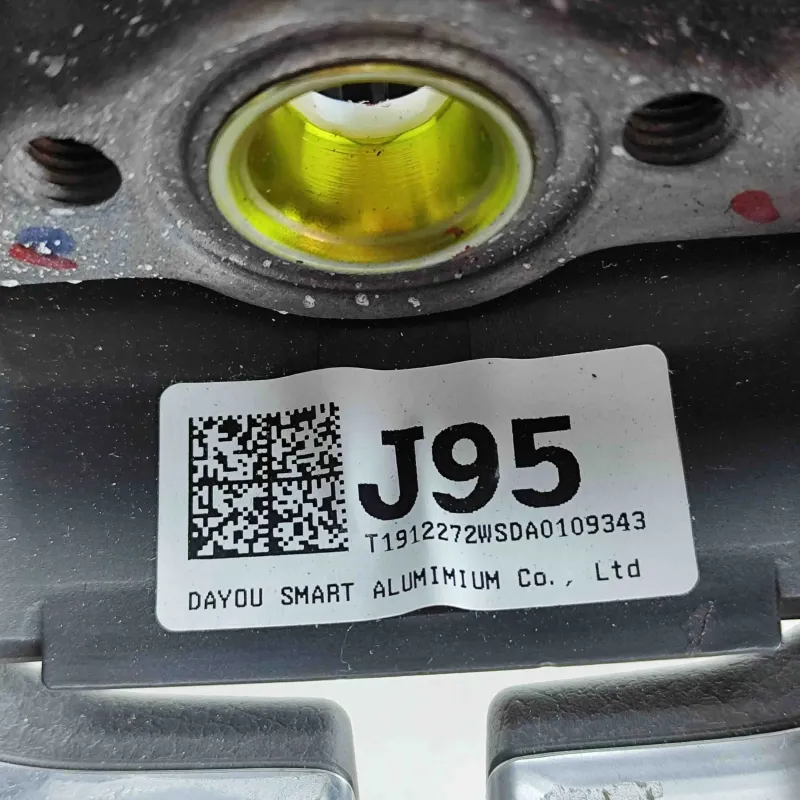 J95
T1912272WSDA0109343
DAYOU SMART ALUMIMIUM Co., Ltd